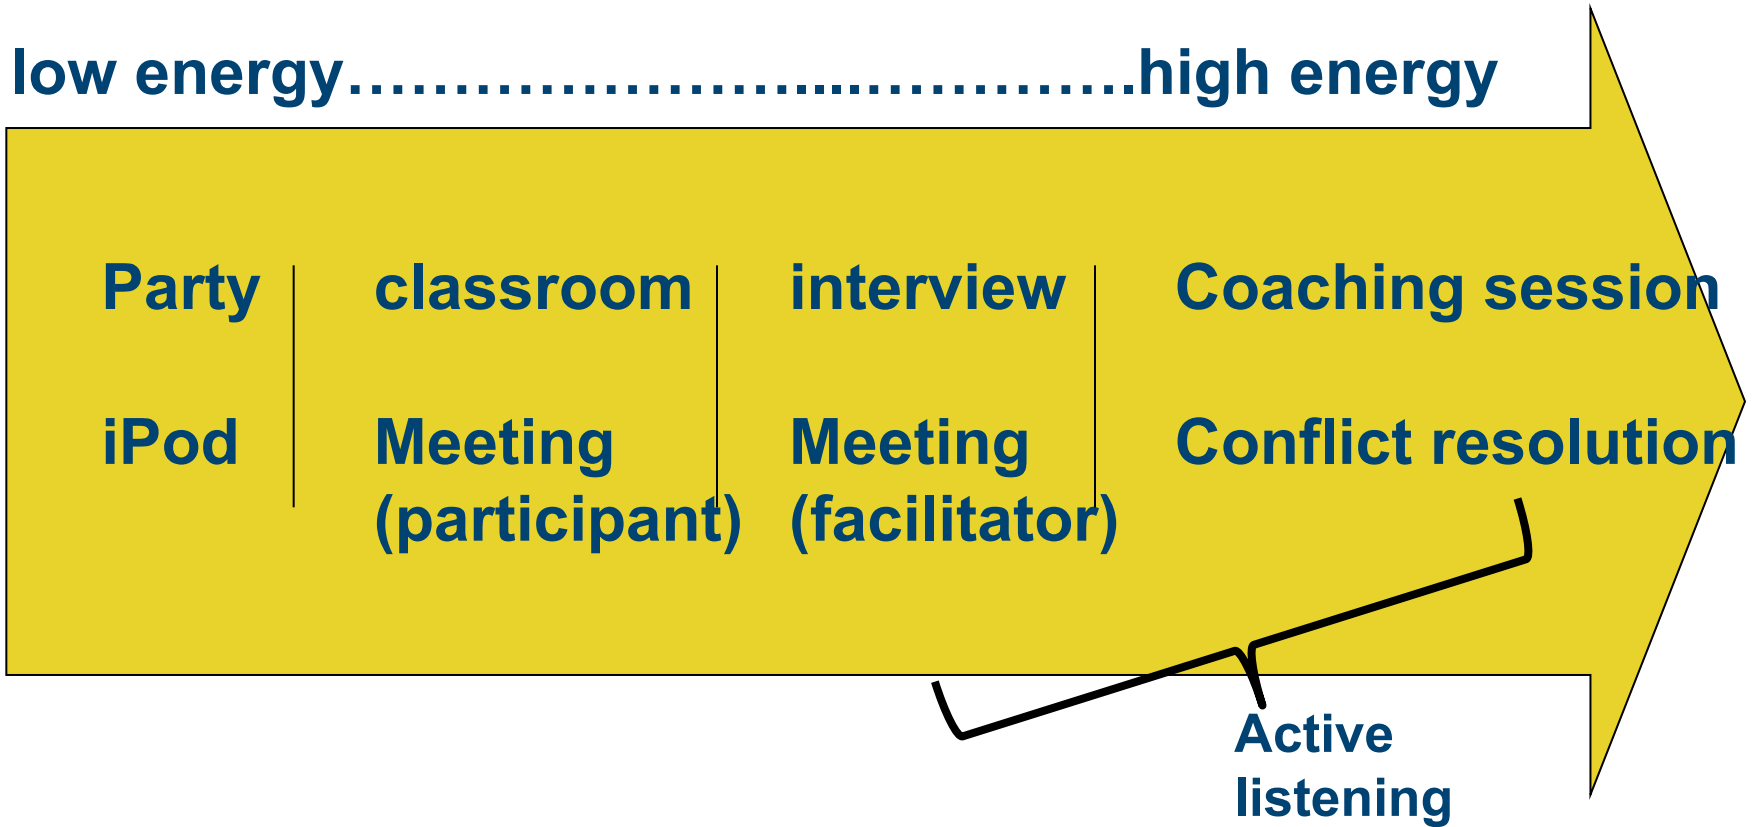 low energy…………………….....………….high energy
Party
iPod
classroom
Meeting
(participant)
interview
Meeting
(facilitator)
Coaching session
Conflict resolution
Active
listening